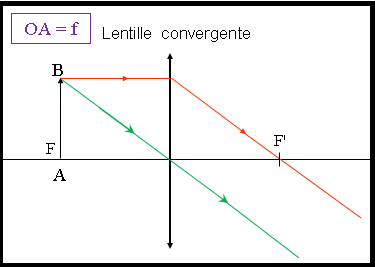 OA = f
Lentille convergente
B
F
F'
A